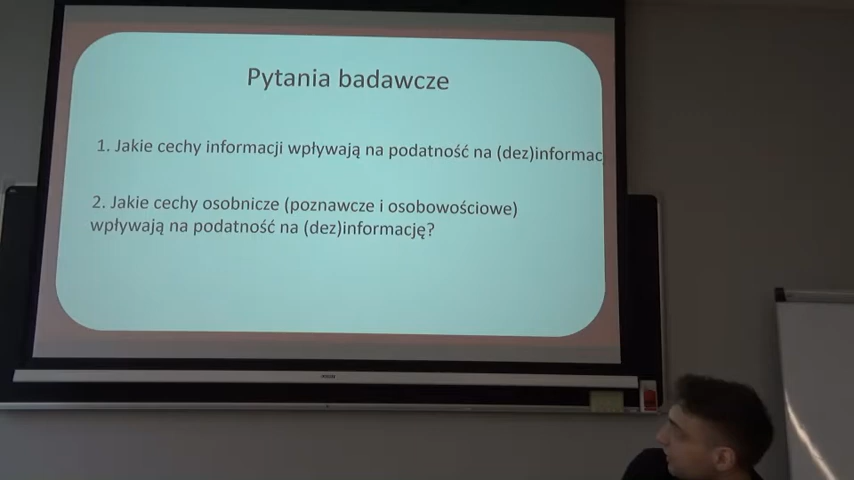 Pytania badawcze
1. Jakie cechy informacji wpływają na podatność na (dez)informac
2. Jakie cechy osobnicze (poznawcze i osobowościowe)
wpływają na podatność na (dez)informację?